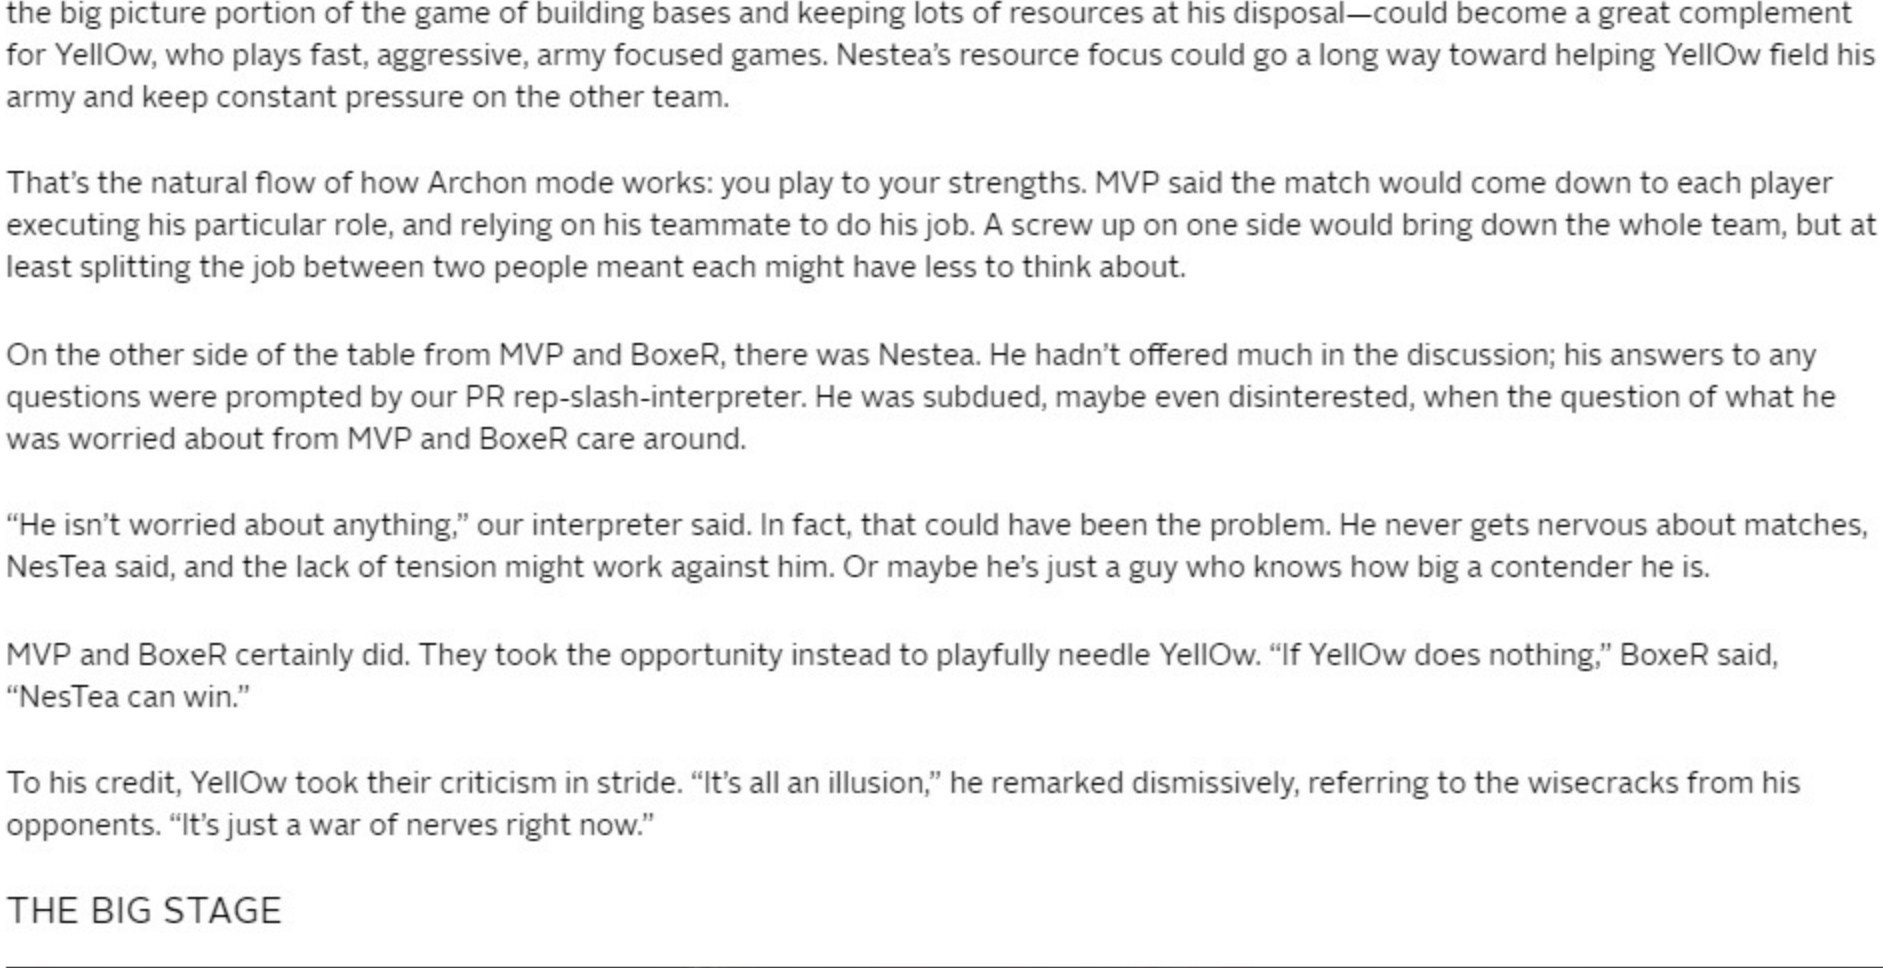 the big picture portion of the game of building bases and keeping lots of resources at his disposal—could become a great complement
for YellOw, who plays fast, aggressive, army focused games. Nestea’s resource focus could go a long way toward helping YellOw field his
army and keep constant pressure on the other team.
That’s the natural flow of how Archon mode works: you play to your strengths. MVP said the match would come down to each player
executing his particular role, and relying on his teammate to do his job. A screw up on one side would bring down the whole team, but at
least splitting the job between two people meant each might have less to think about.
On the other side of the table from MVP and BoxeR, there was Nestea. He hadn’t offered much in the discussion; his answers to any
questions were prompted by our PR rep-slash-interpreter. He was subdued, maybe even disinterested, when the question of what he
was worried about from MVP and BoxeR care around.
“He isn’t worried about anything,” our interpreter said. In fact, that could have been the problem. He never gets nervous about matches,
NesTea said, and the lack of tension might work against him. Or maybe he’s just a guy who knows how big a contender he is.
MVP and BoxeR certainly did. They took the opportunity instead to playfully needle YellOw. “If YellOw does nothing,” BoxeR said,
“NesTea can win.”
To his credit, YellOw took their criticism in stride. “It’s all an illusion,” he remarked dismissively, referring to the wisecracks from his
opponents. “It’s just a war of nerves right now.”
THE BIG STAGE